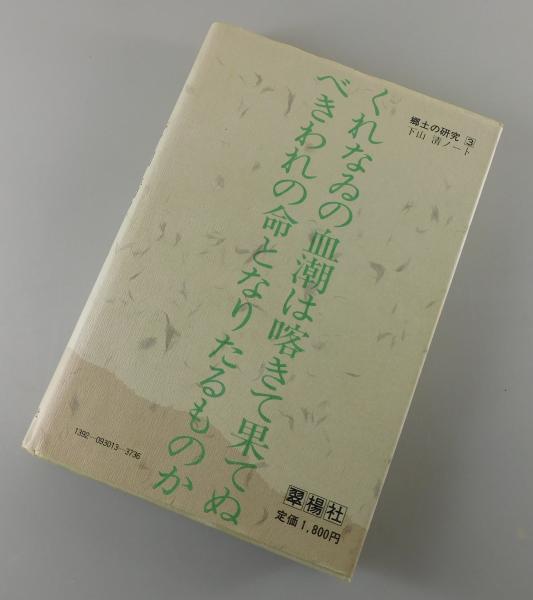 郷土の研究 3
下山 清ノート
くれなゐの血潮は喀きて果てぬ
べきわれの命となりたるものか
翠楊社
定価1,800円
1392-093013-3736